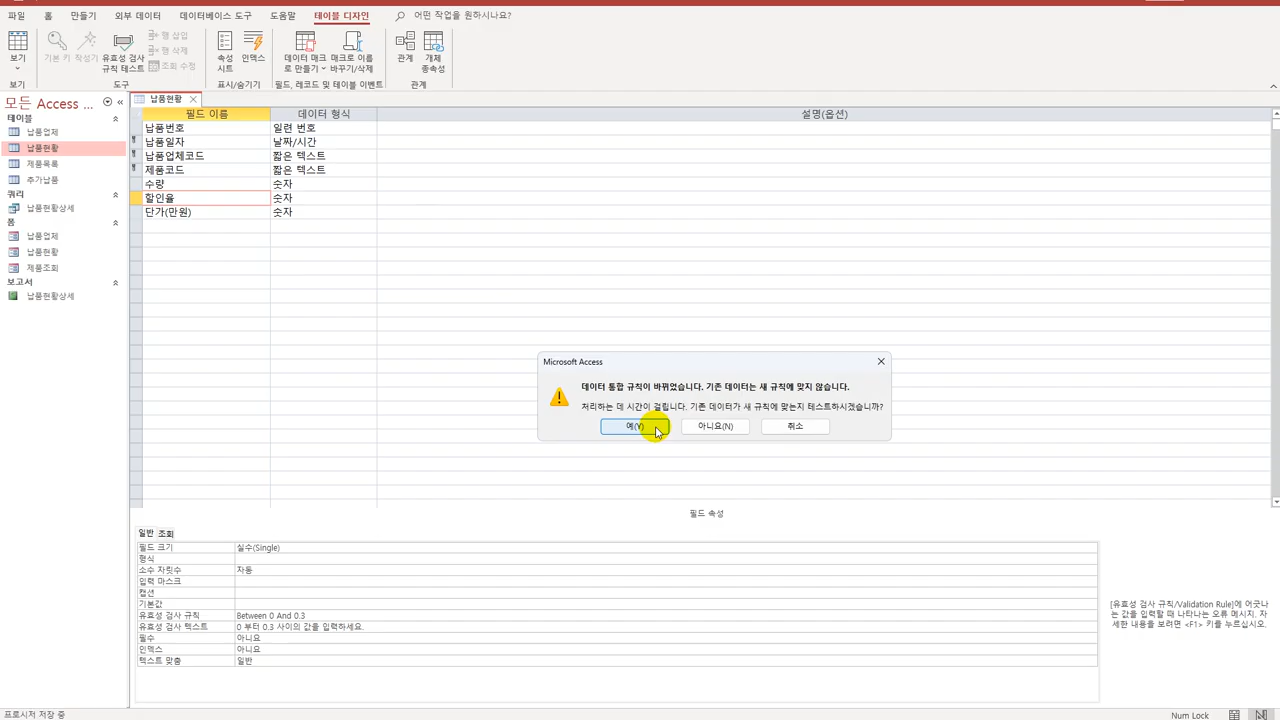 파일 홈 만들기 외부 데이터 데이터베이스 도구 도움말 테이블 디자인 어떤 작업을 원하시나요?
보기
기본 키
작성기
유효성 검사
규칙 테스트
행 삽입
행 삭제
조회 수정
속성
시트
인덱스
데이터 매크
로 만들기
매크로 이름
바꾸기/삭제
관계
개체
종속성
보기 도구 표시/숨기기 필드, 레코드 및 테이블 이벤트 관계
모든 Access ...
테이블
납품업체
납품현황
제품목록
추가납품
쿼리
납품현황상세
폼
납품업체
납품현황
제품조회
보고서
납품현황상세
납품현황
필드 이름 데이터 형식 설명(옵션)
납품번호 일련 번호
납품일자 날짜/시간
납품업체코드 짧은 텍스트
제품코드 짧은 텍스트
수량 숫자
할인율 숫자
단가(만원) 숫자
Microsoft Access
데이터 통합 규칙이 바뀌었습니다. 기존 데이터는 새 규칙에 맞지 않습니다.
처리하는 데 시간이 걸립니다. 기존 데이터가 새 규칙에 맞는지 테스트하시겠습니까?
예(Y) 아니요(N) 취소
필드 속성
일반 조회
필드 크기 실수(Single)
형식
소수 자릿수 자동
입력 마스크
캡션
기본값
유효성 검사 규칙 Between 0 And 0.3
유효성 검사 텍스트 0 부터 0.3 사이의 값을 입력하세요.
필수 아니요
인덱스 아니요
텍스트 맞춤 일반
[유효성 검사 규칙/Validation Rule]에 어긋나
는 값을 입력할 때 나타나는 오류 메시지. 자
세한 내용을 보려면 <F1> 키를 누르십시오.
프로시저 저장 중 Num Lock